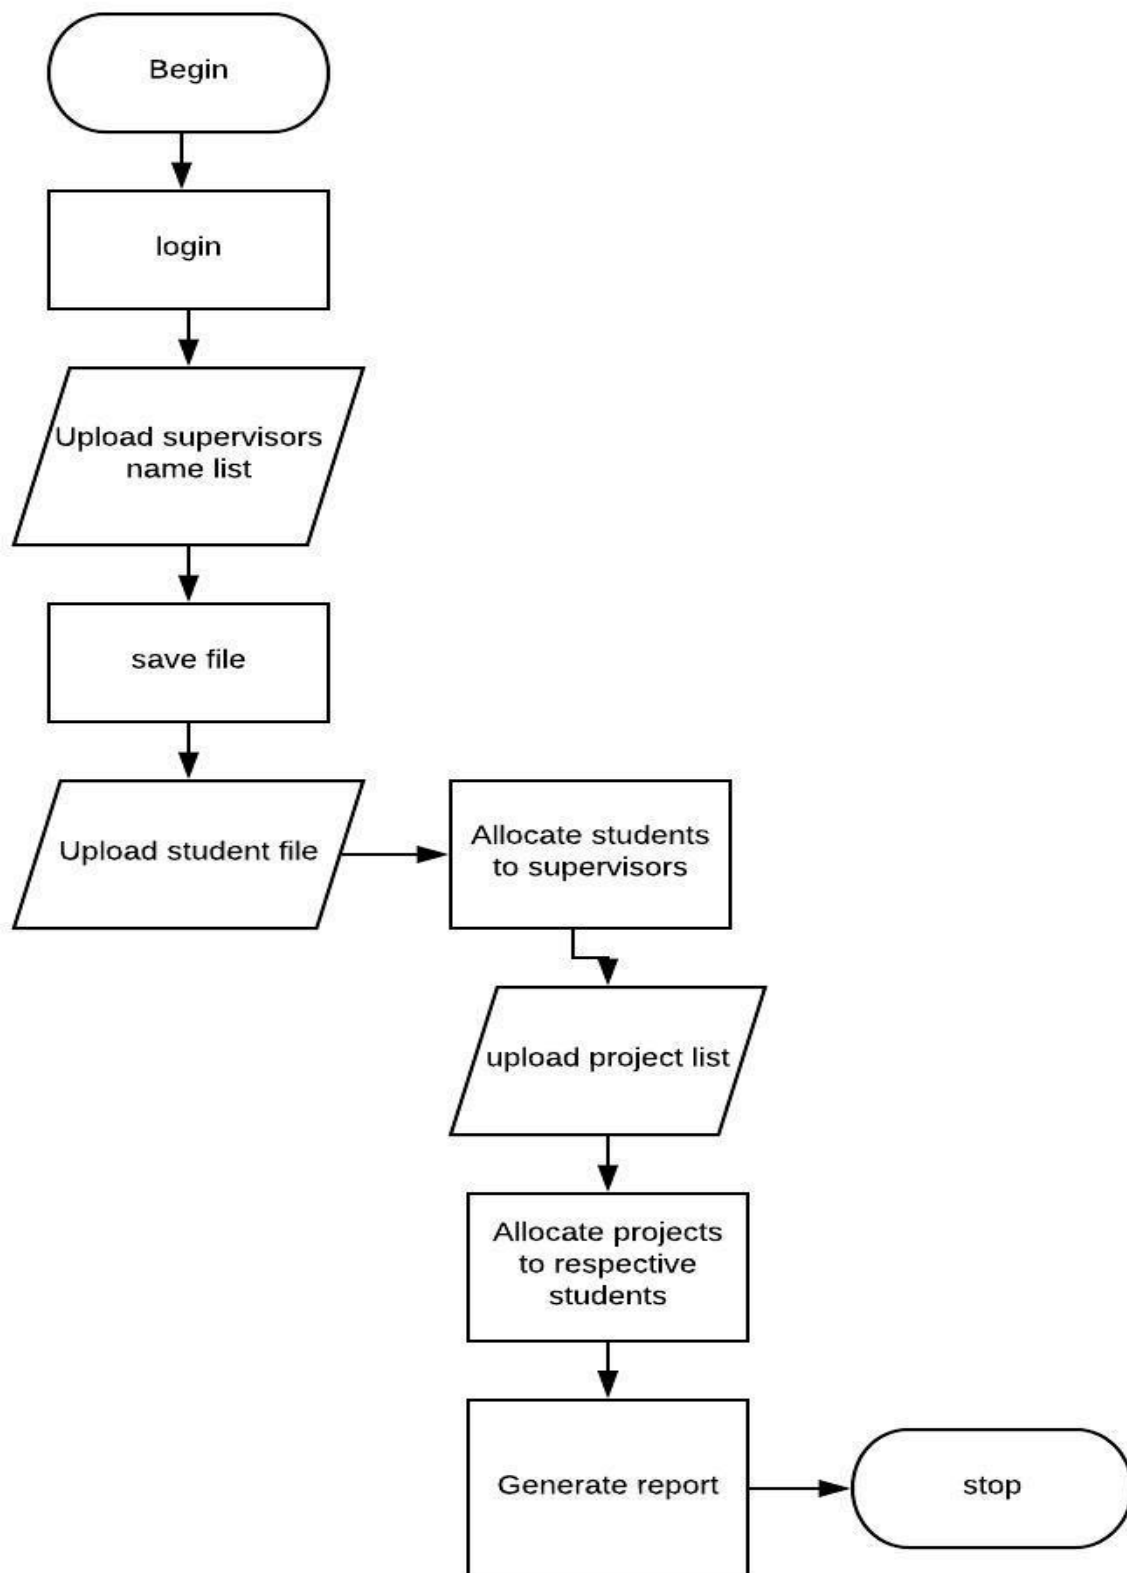 Begin
login
Upload supervisors
name list
save file
Upload student file
Allocate students
to supervisors
upload project list
Allocate projects
to respective
students
Generate report
stop